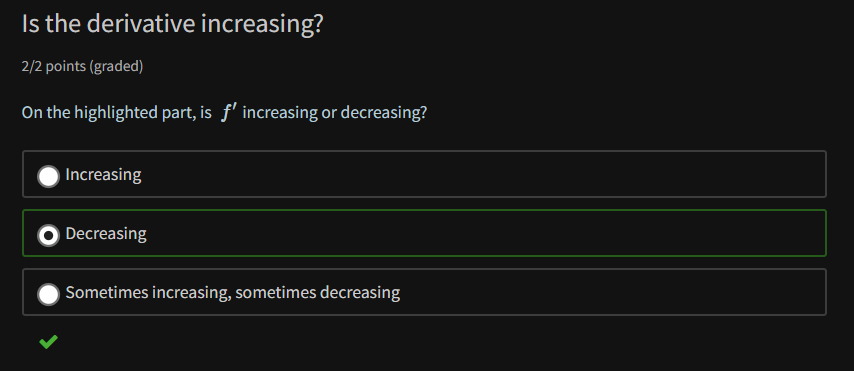 Is the derivative increasing?
2/2 points (graded)
On the highlighted part, is f′ increasing or decreasing?
Increasing
Decreasing
Sometimes increasing, sometimes decreasing